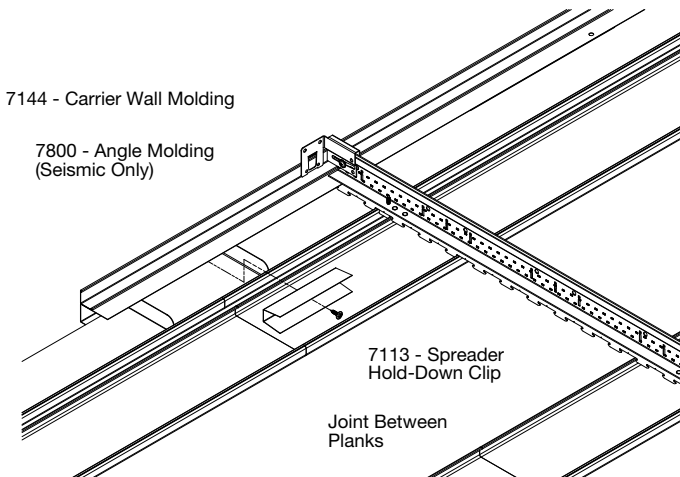 7144 - Carrier Wall Molding
7800 - Angle Molding
(Seismic Only)
7113 - Spreader
Hold-Down Clip
Joint Between
Planks